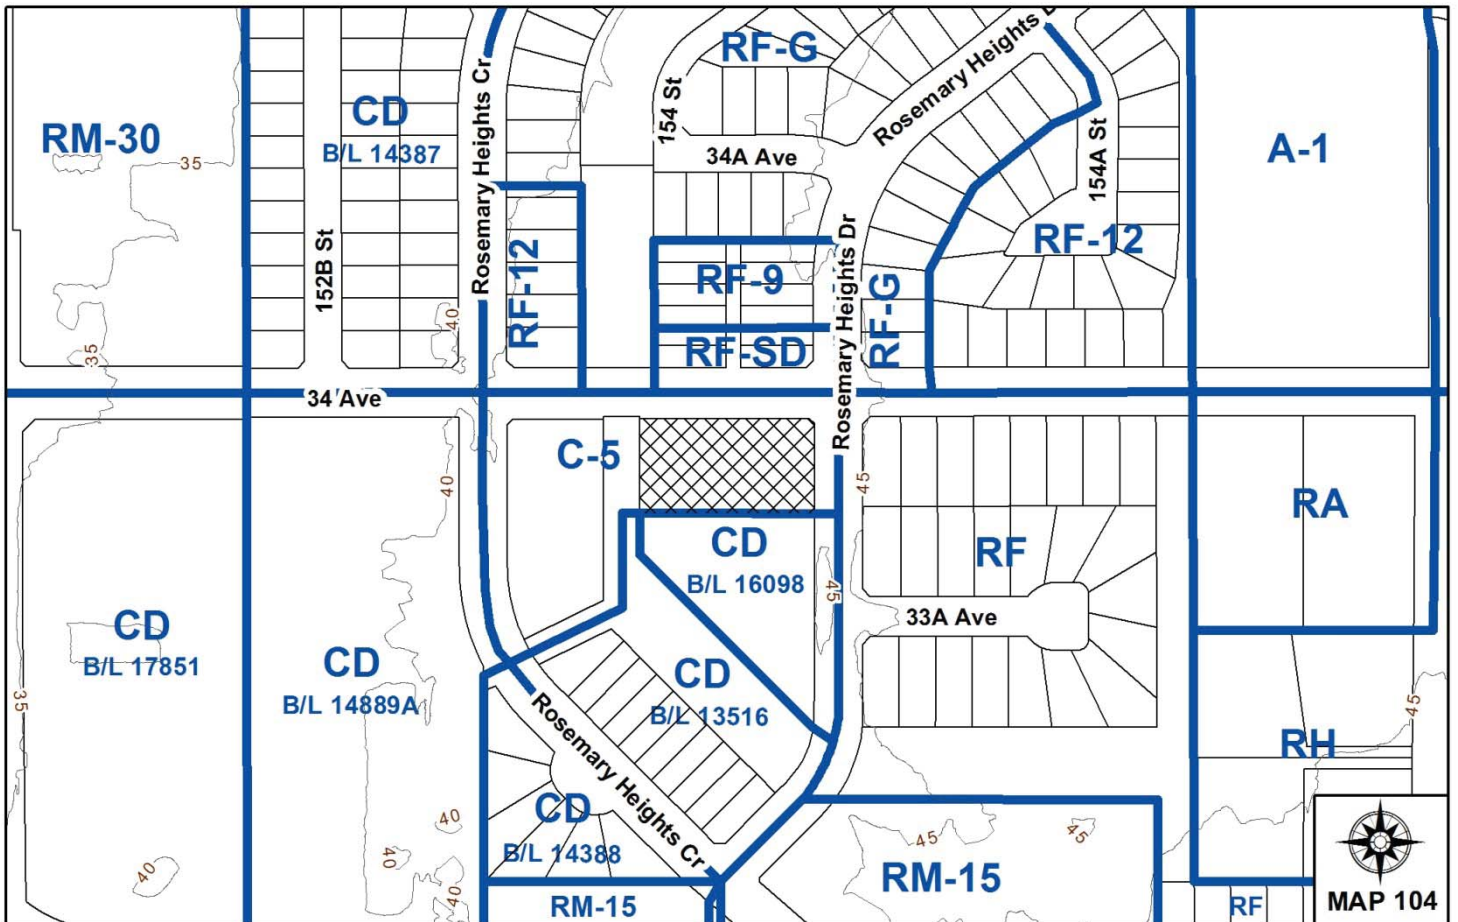 Rosemary Heights D
RF-G
CD
B/L 14387
Rosemary Heights Cr
154 St
RM-30
35
34A Ave
154A St
A-1
152B St
RF-12
RF-12
RF-9
Rosemary Heights Dr
RF-G
40
35
RF-SD
34 Ave
C-5
40
45
RA
CD
B/L 16098
RF
45
33A Ave
CD
B/L 17851
CD
B/L 14889A
CD
B/L 13516
35
45
Rosemary Heights Cr
RH
CD
B/L 14388
40
45
45
40
40
40
RM-15
RM-15
RF
MAP 104